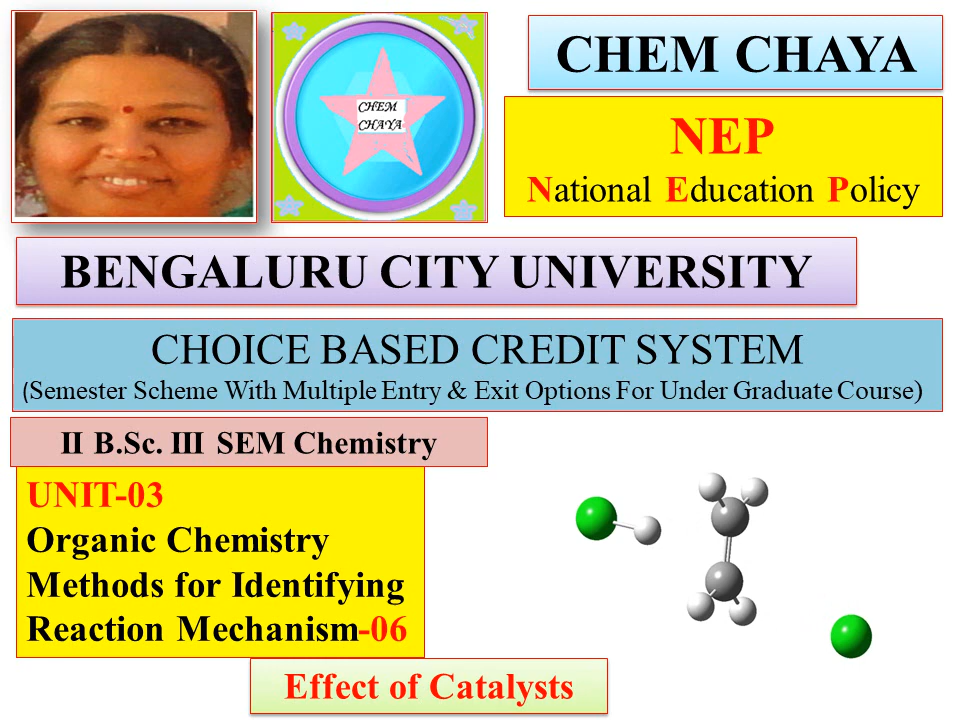 CHEM
CHAYA
CHEM CHAYA
NEP
National Education Policy
BENGALURU CITY UNIVERSITY
CHOICE BASED CREDIT SYSTEM
(Semester Scheme With Multiple Entry & Exit Options For Under Graduate Course)
II B.Sc. III SEM Chemistry
UNIT-03
Organic Chemistry
Methods for Identifying
Reaction Mechanism-06
Effect of Catalysts